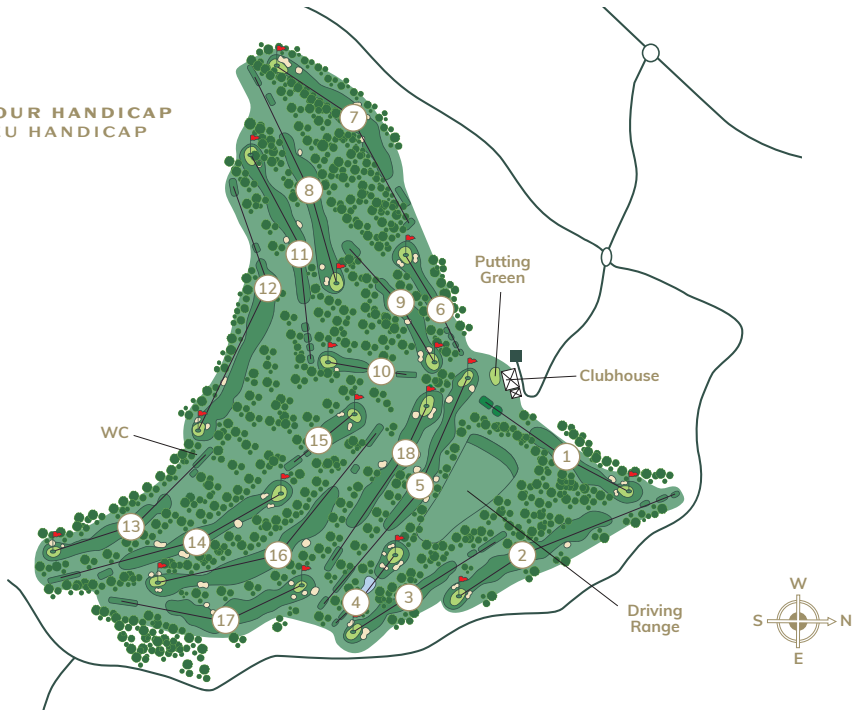 OUR HANDICAP
U HANDICAP
7
8
11
12
9
6
Putting
Green
10
Clubhouse
WC
15
18
1
5
13
14
16
2
4
3
17
Driving
Range
W
S
N
E